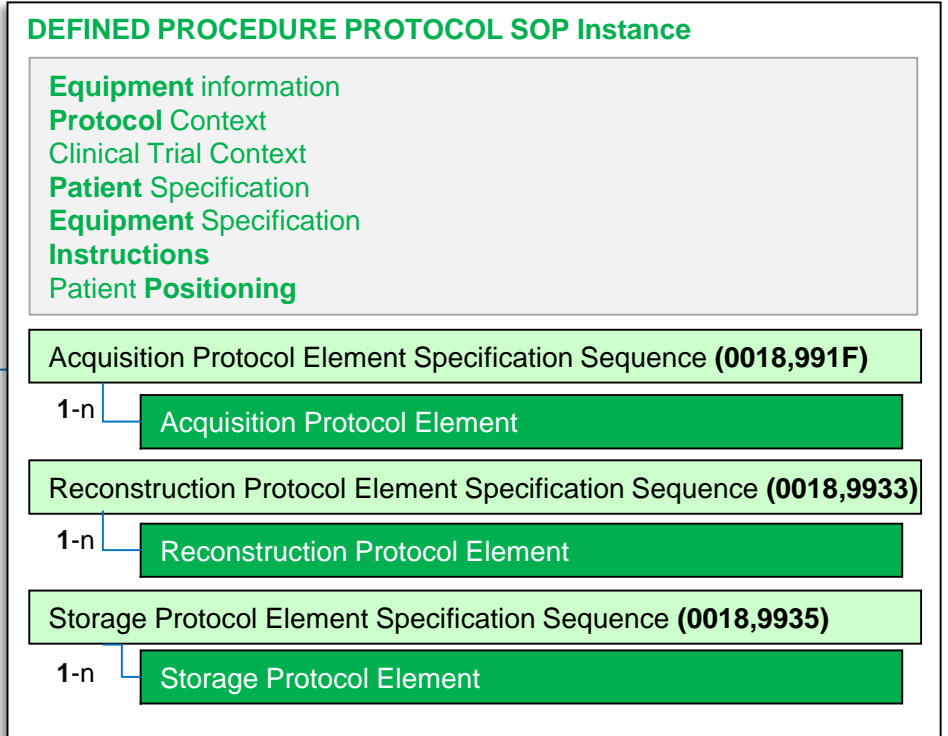 DEFINED PROCEDURE PROTOCOL SOP Instance
Equipment information
Protocol Context
Clinical Trial Context
Patient Specification
Equipment Specification
Instructions
Patient Positioning
Acquisition Protocol Element Specification Sequence (0018,991F)
1-n
Acquisition Protocol Element
Reconstruction Protocol Element Specification Sequence (0018,9933)
1-n
Reconstruction Protocol Element
Storage Protocol Element Specification Sequence (0018,9935)
1-n
Storage Protocol Element